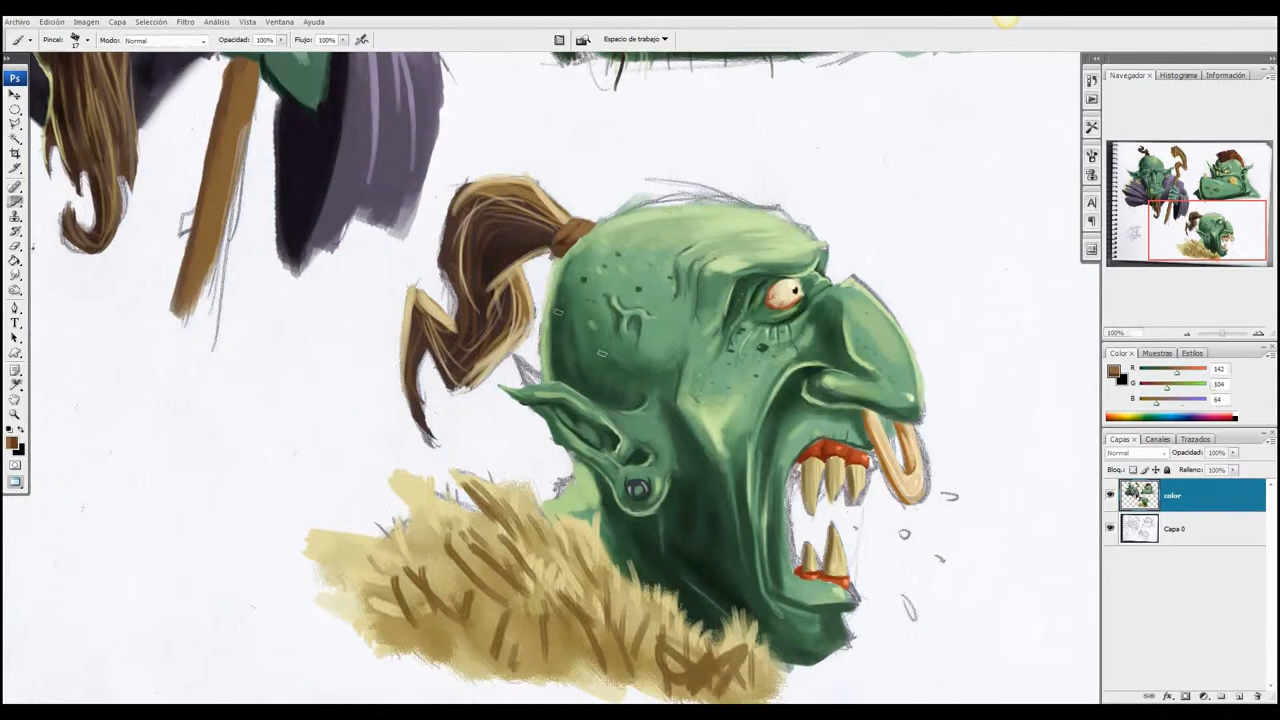 Archivo Edición Imagen Capa Selección Filtro Análisis Vista Ventana Ayuda
Pincel: 17 Modo: Normal Opacidad: 100% Flujo: 100% Espacio de trabajo
Ps
Navegador Histograma Información
100%
Color Muestras Estilos
R 142
G 104
B 64
Capas Canales Trazados
Normal Opacidad: 100%
Bloq.: Relleno: 100%
color
Capa 0